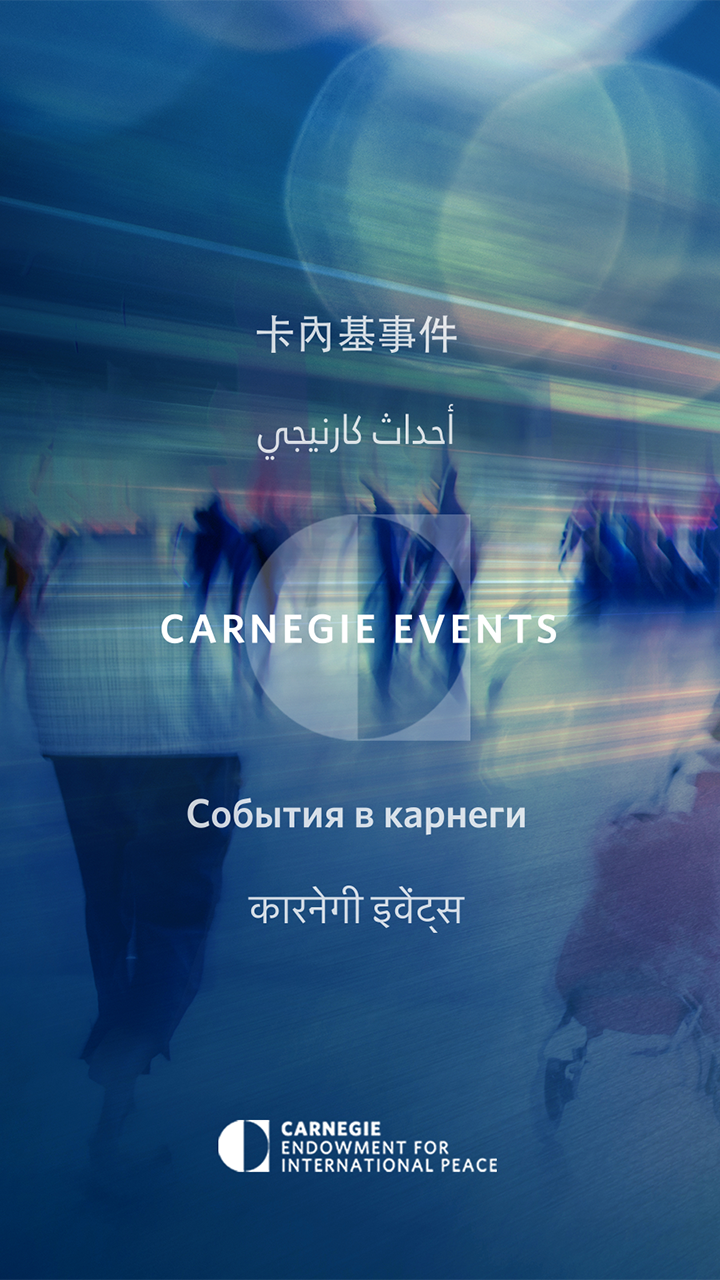 卡內基事件
أحداث كارنيجي
CARNEGIE EVENTS
События в карнеги
कारनेगी इवेंट्स
CARNEGIE
ENDOWMENT FOR
INTERNATIONAL PEACE